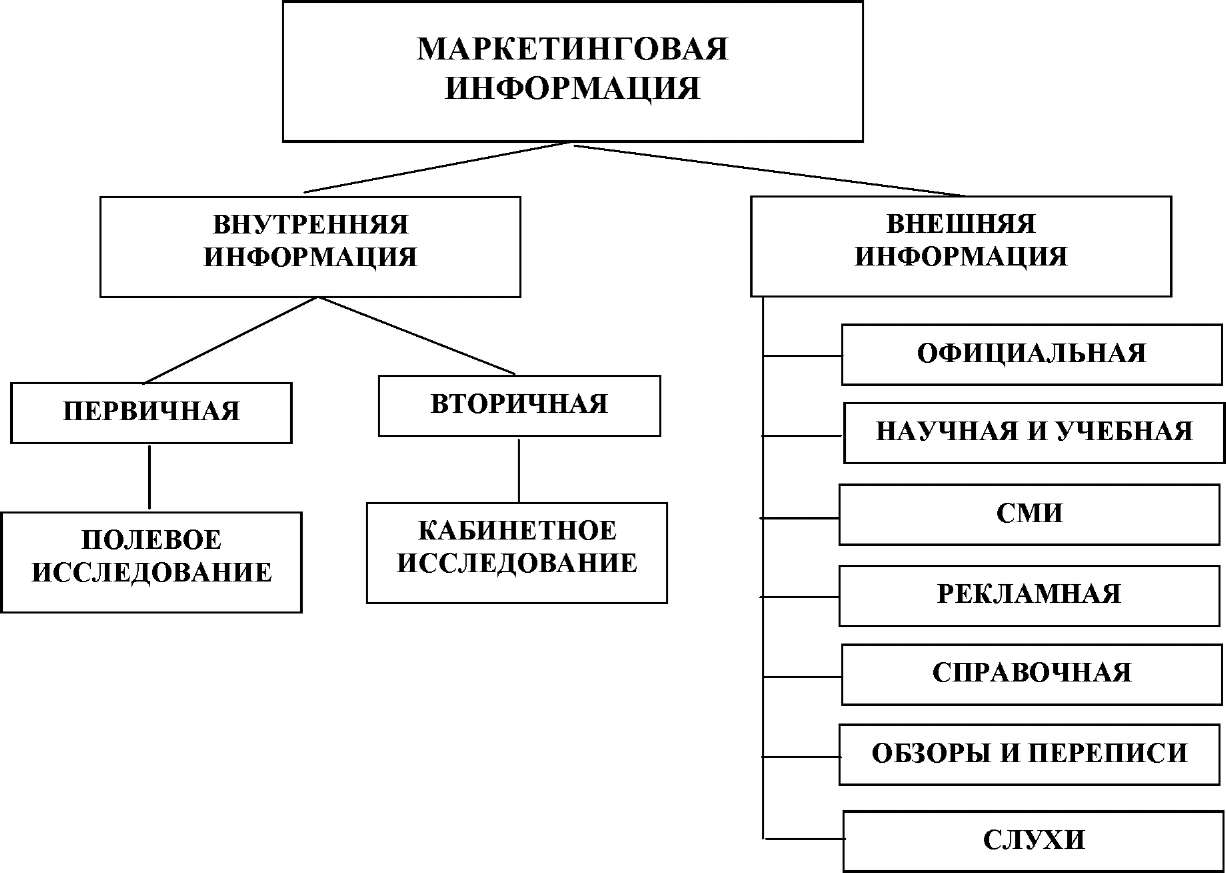 МАРКЕТИНГОВАЯ
ИНФОРМАЦИЯ
ВНУТРЕННЯЯ
ИНФОРМАЦИЯ
ВНЕШНЯЯ
ИНФОРМАЦИЯ
ПЕРВИЧНАЯ
ВТОРИЧНАЯ
ПОЛЕВОЕ
ИССЛЕДОВАНИЕ
КАБИНЕТНОЕ
ИССЛЕДОВАНИЕ
ОФИЦИАЛЬНАЯ
НАУЧНАЯ И УЧЕБНАЯ
СМИ
РЕКЛАМНАЯ
СПРАВОЧНАЯ
ОБЗОРЫ И ПЕРЕПИСИ
СЛУХИ